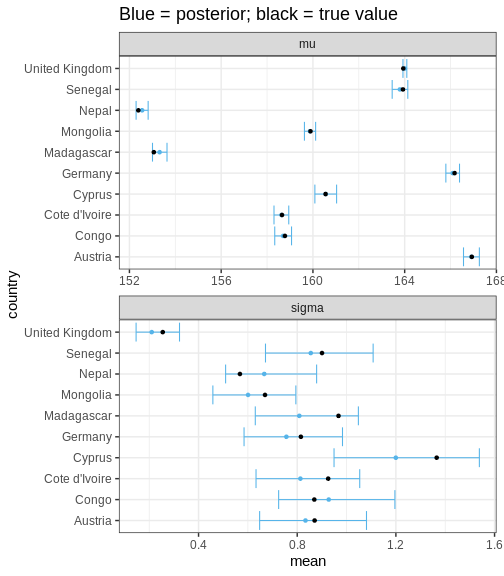 Blue = posterior; black = true value
mu
United Kingdom
Senegal
Nepal
Mongolia
Madagascar
Germany
Cyprus
Cote d'Ivoire
Congo
Austria
152 156 160 164 168
country
sigma
United Kingdom
Senegal
Nepal
Mongolia
Madagascar
Germany
Cyprus
Cote d'Ivoire
Congo
Austria
0.4 0.8 1.2 1.6
mean